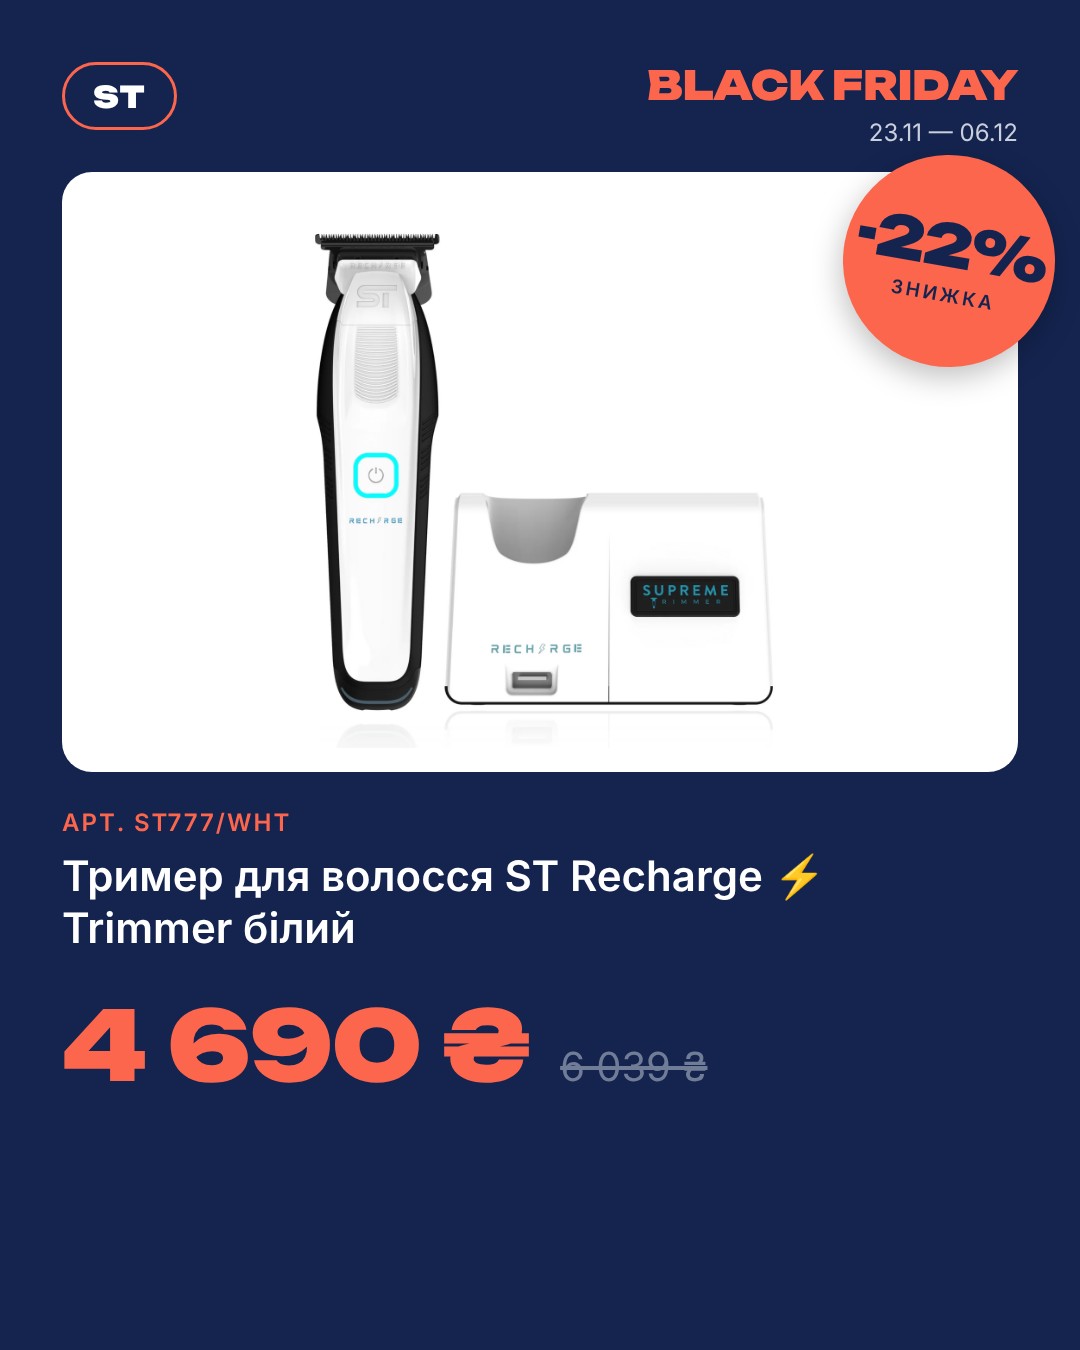 ST
BLACK FRIDAY
23.11 — 06.12
-22%
ЗНИЖКА
ST
RECHARGE
SUPREME
TRIMMER
RECHARGE
АРТ. ST777/WHT
Тример для волосся ST Recharge ⚡
Trimmer білий
4 690 ₴ 6 039 ₴